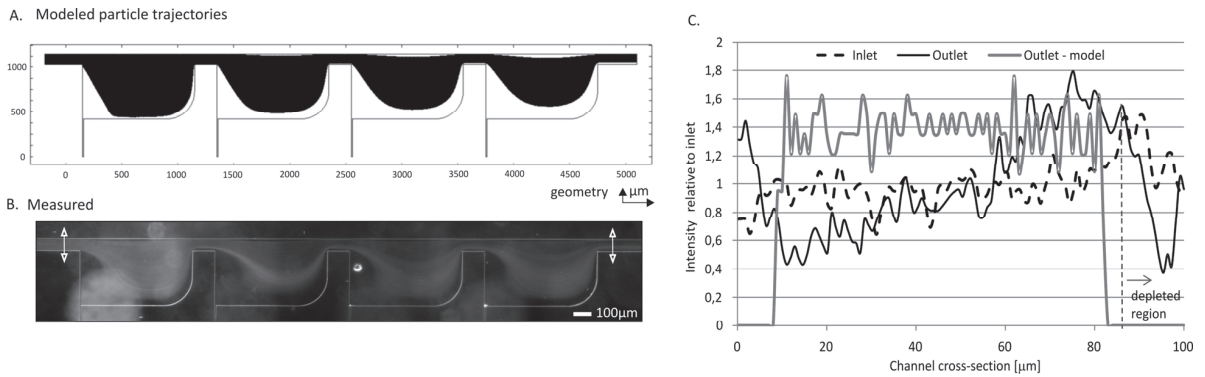 A. Modeled particle trajectories
1000
500
0
0 500 1000 1500 2000 2500 3000 3500 4000 4500 5000
geometry µm
B. Measured
100µm
C.
2
1,8
1,6
1,4
1,2
1
0,8
0,6
0,4
0,2
0
Intensity relative to inlet
Inlet Outlet Outlet - model
depleted
region
0 20 40 60 80 100
Channel cross-section [µm]